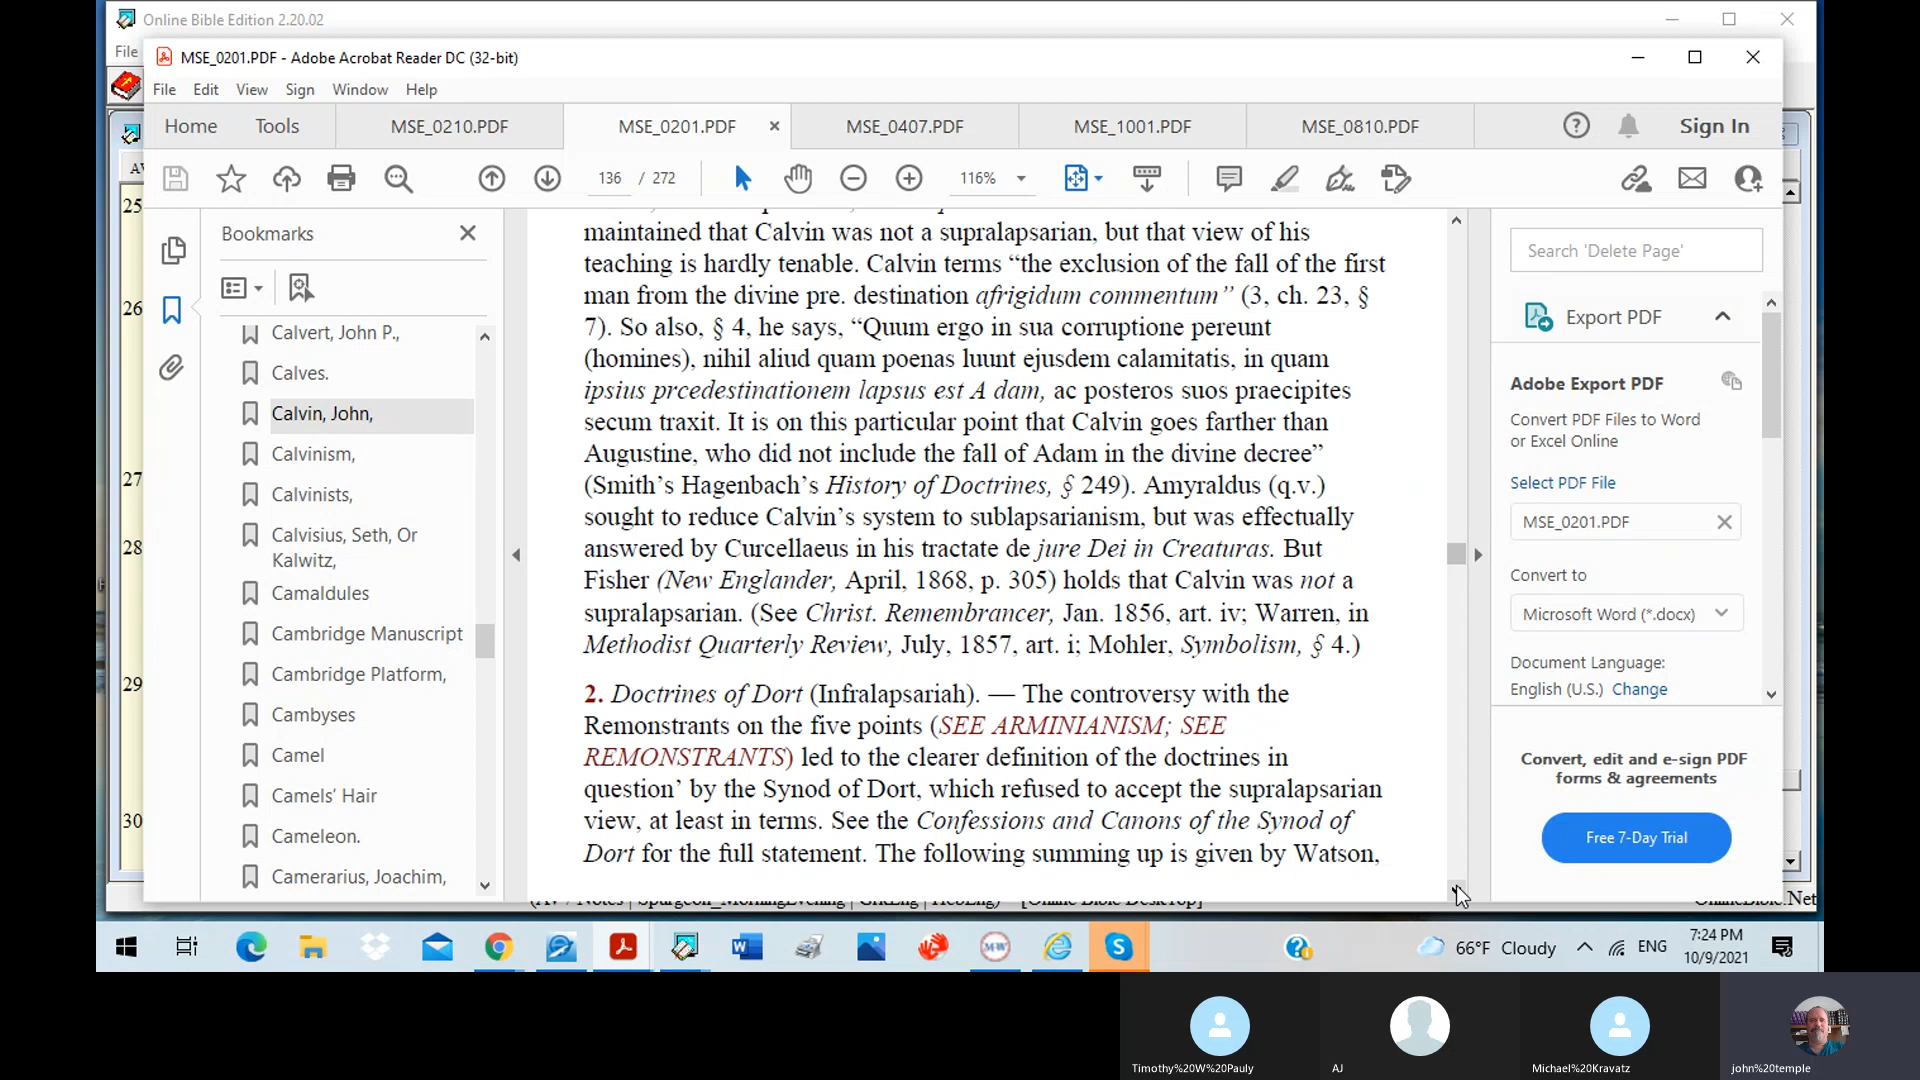 Online Bible Edition 2.20.02
File
MSE_0201.PDF - Adobe Acrobat Reader DC (32-bit)
File Edit View Sign Window Help
Home Tools MSE_0210.PDF MSE_0201.PDF MSE_0407.PDF MSE_1001.PDF MSE_0810.PDF Sign In
136 / 272 116%
Bookmarks
Calvert, John P.,
Calves.
Calvin, John,
Calvinism,
Calvinists,
Calvisius, Seth, Or
Kalwitz,
Camaldules
Cambridge Manuscript
Cambridge Platform,
Cambyses
Camel
Camels' Hair
Cameleon.
Camerarius, Joachim,
25
26
27
28
29
30
maintained that Calvin was not a supralapsarian, but that view of his
teaching is hardly tenable. Calvin terms “the exclusion of the fall of the first
man from the divine pre. destination afrigidum commentum” (3, ch. 23, §
7). So also, § 4, he says, “Quum ergo in sua corruptione pereunt
(homines), nihil aliud quam poenas luunt ejusdem calamitatis, in quam
ipsius prcedestinationem lapsus est A dam, ac posteros suos praecipites
secum traxit. It is on this particular point that Calvin goes farther than
Augustine, who did not include the fall of Adam in the divine decree”
(Smith’s Hagenbach’s History of Doctrines, § 249). Amyraldus (q.v.)
sought to reduce Calvin’s system to sublapsarianism, but was effectually
answered by Curcellaeus in his tractate de jure Dei in Creaturas. But
Fisher (New Englander, April, 1868, p. 305) holds that Calvin was not a
supralapsarian. (See Christ. Remembrancer, Jan. 1856, art. iv; Warren, in
Methodist Quarterly Review, July, 1857, art. i; Mohler, Symbolism, § 4.)
2. Doctrines of Dort (Infralapsariah). — The controversy with the
Remonstrants on the five points (SEE ARMINIANISM; SEE
REMONSTRANTS) led to the clearer definition of the doctrines in
question’ by the Synod of Dort, which refused to accept the supralapsarian
view, at least in terms. See the Confessions and Canons of the Synod of
Dort for the full statement. The following summing up is given by Watson,
Search 'Delete Page'
Export PDF
Adobe Export PDF
Convert PDF Files to Word
or Excel Online
Select PDF File
MSE_0201.PDF
Convert to
Microsoft Word (*.docx)
Document Language:
English (U.S.) Change
Convert, edit and e-sign PDF
forms & agreements
Free 7-Day Trial
66°F Cloudy ENG 7:24 PM
10/9/2021
Timothy%20W%20Pauly AJ Michael%20Kravatz john%20temple